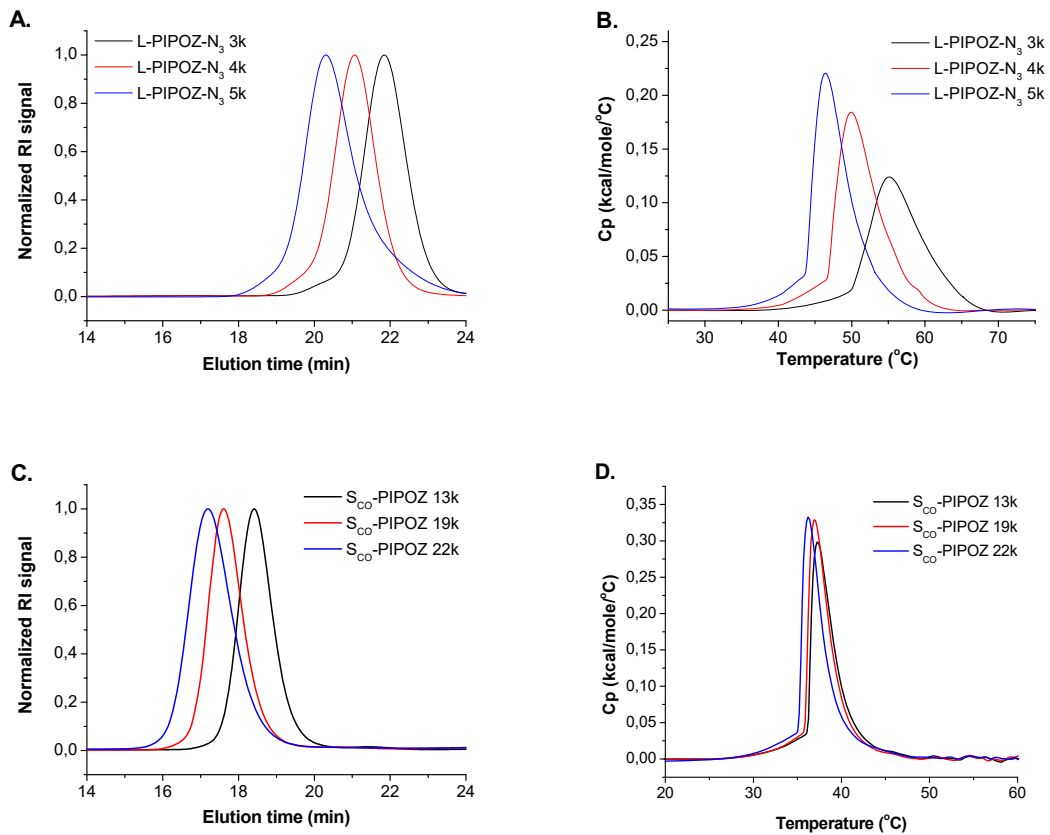 A.
L-PIPOZ-N3 3k
L-PIPOZ-N3 4k
L-PIPOZ-N3 5k
Normalized RI signal
1,0
0,8
0,6
0,4
0,2
0,0
14 16 18 20 22 24
Elution time (min)
B.
L-PIPOZ-N3 3k
L-PIPOZ-N3 4k
L-PIPOZ-N3 5k
Cp (kcal/mole/°C)
0,25
0,20
0,15
0,10
0,05
0,00
30 40 50 60 70
Temperature (°C)
C.
SCO-PIPOZ 13k
SCO-PIPOZ 19k
SCO-PIPOZ 22k
Normalized RI signal
1,0
0,8
0,6
0,4
0,2
0,0
14 16 18 20 22 24
Elution time (min)
D.
SCO-PIPOZ 13k
SCO-PIPOZ 19k
SCO-PIPOZ 22k
Cp (kcal/mole/°C)
0,35
0,30
0,25
0,20
0,15
0,10
0,05
0,00
20 30 40 50 60
Temperature (°C)